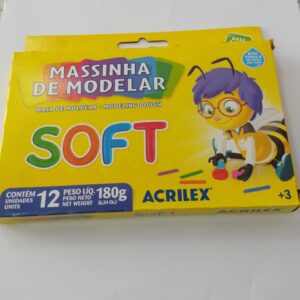 MASSINHA
DE MODELAR
MASA DE MODELAR - MODELING DOUGH
SOFT
CONTÉM
UNIDADES
UNITS
12
PESO LÍQ.
PESO NETO
NET WEIGHT
180g
(6,34 Oz.)
ACRILEX®
+3